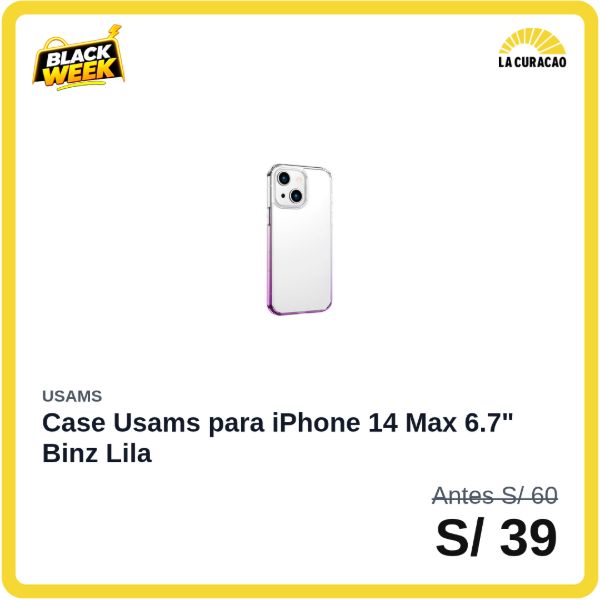 BLACK
WEEK
LA CURACAO
USAMS
Case Usams para iPhone 14 Max 6.7"
Binz Lila
Antes S/ 60
S/ 39